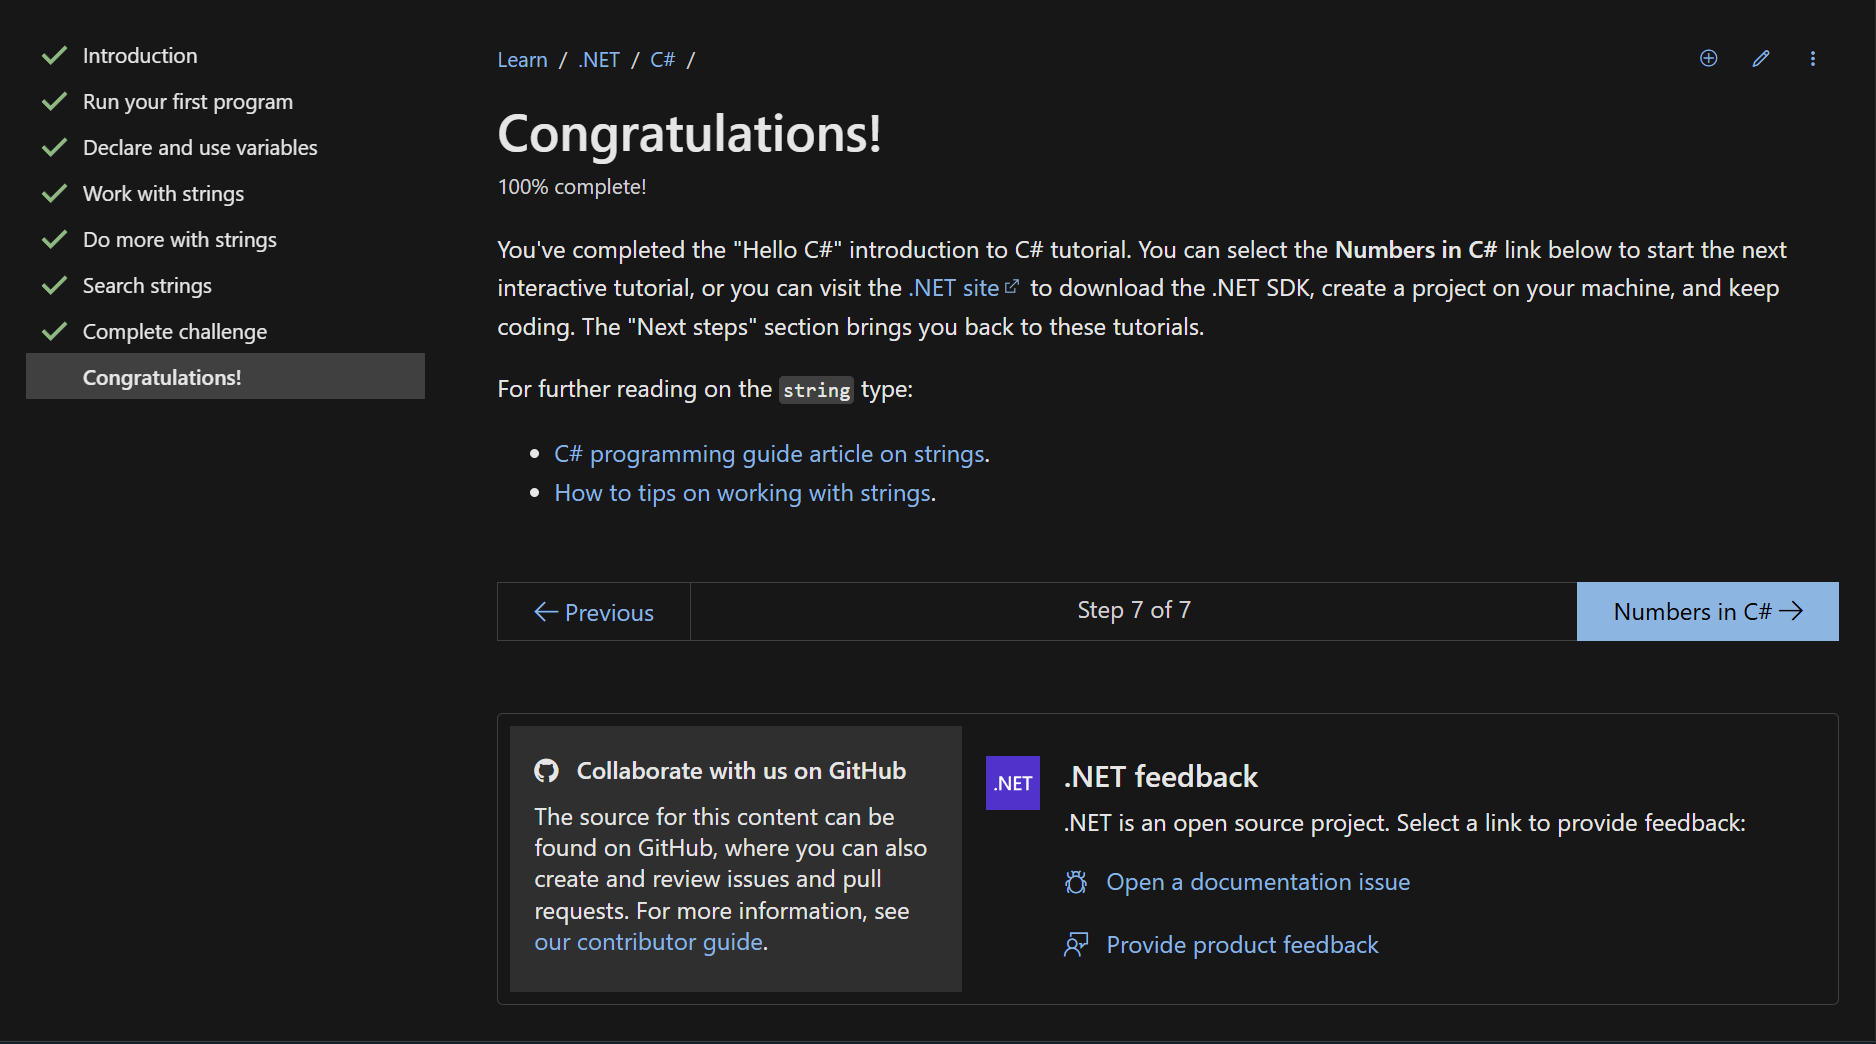 Introduction
Run your first program
Declare and use variables
Work with strings
Do more with strings
Search strings
Complete challenge
Congratulations!
Learn / .NET / C# /
Congratulations!
100% complete!
You've completed the "Hello C#" introduction to C# tutorial. You can select the Numbers in C# link below to start the next
interactive tutorial, or you can visit the .NET site to download the .NET SDK, create a project on your machine, and keep
coding. The "Next steps" section brings you back to these tutorials.
For further reading on the string type:
C# programming guide article on strings.
How to tips on working with strings.
Previous
Step 7 of 7
Numbers in C#
Collaborate with us on GitHub
The source for this content can be
found on GitHub, where you can also
create and review issues and pull
requests. For more information, see
our contributor guide.
.NET
.NET feedback
.NET is an open source project. Select a link to provide feedback:
Open a documentation issue
Provide product feedback